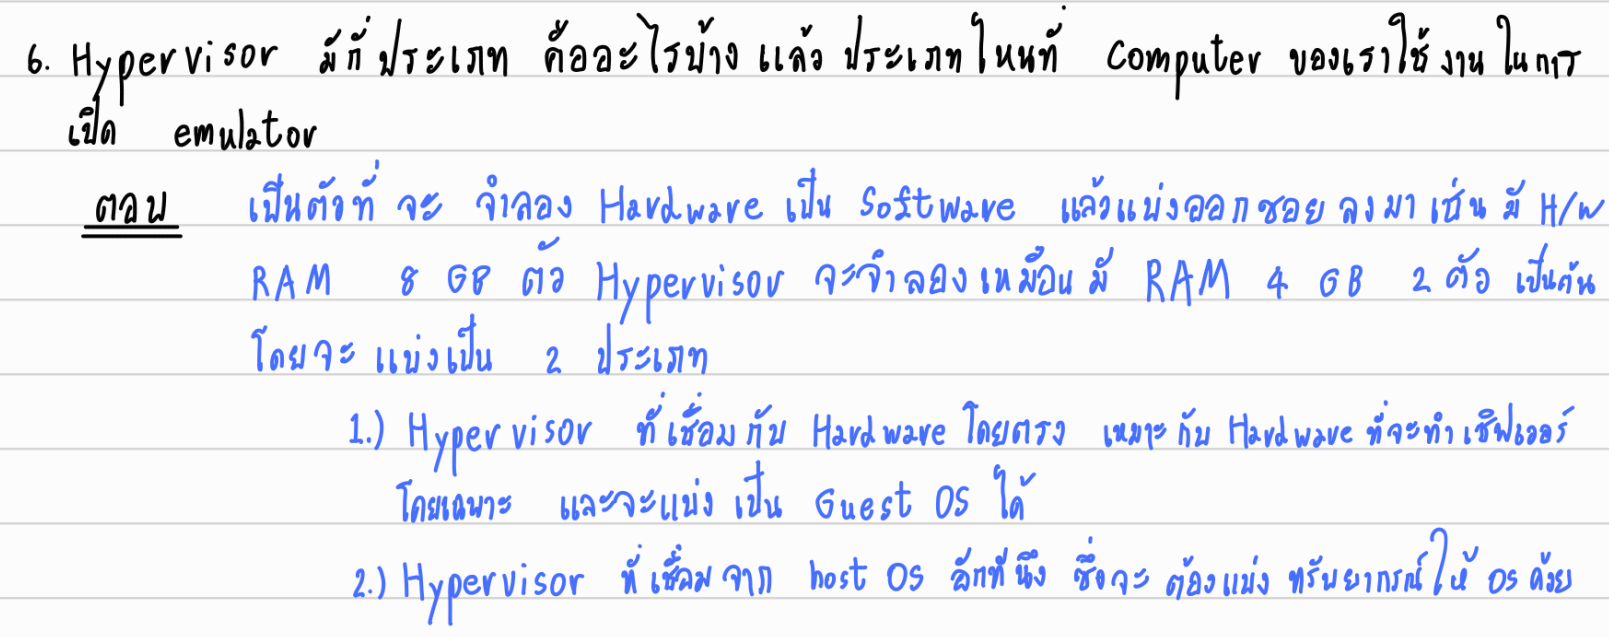 6. Hypervisor มีกี่ประเภท คืออะไรบ้าง แล้ว ประเภทไหนที่ Computer ของเราใช้งาน ในการ
เปิด emulator
ตอบ เป็นตัวที่ จะ จำลอง Hardware เป็น Software แล้วแบ่งออกซอย ลงมา เช่น มี H/W
RAM 8 GB ตัว Hypervisor จะจำลองเหมือน มี RAM 4 GB 2 ตัว เป็นต้น
โดยจะ แบ่งเป็น 2 ประเภท
1.) Hypervisor ที่เชื่อมกับ Hardware โดยตรง เหมาะกับ Hardware ที่จะทำ เซิฟเวอร์
โดยเฉพาะ และจะแบ่ง เป็น Guest OS ได้
2.) Hypervisor ที่เชื่อมจาก host OS อีกทีนึง ซึ่งจะ ต้องแบ่ง ทรัพยากรณ์ให้ OS ด้วย